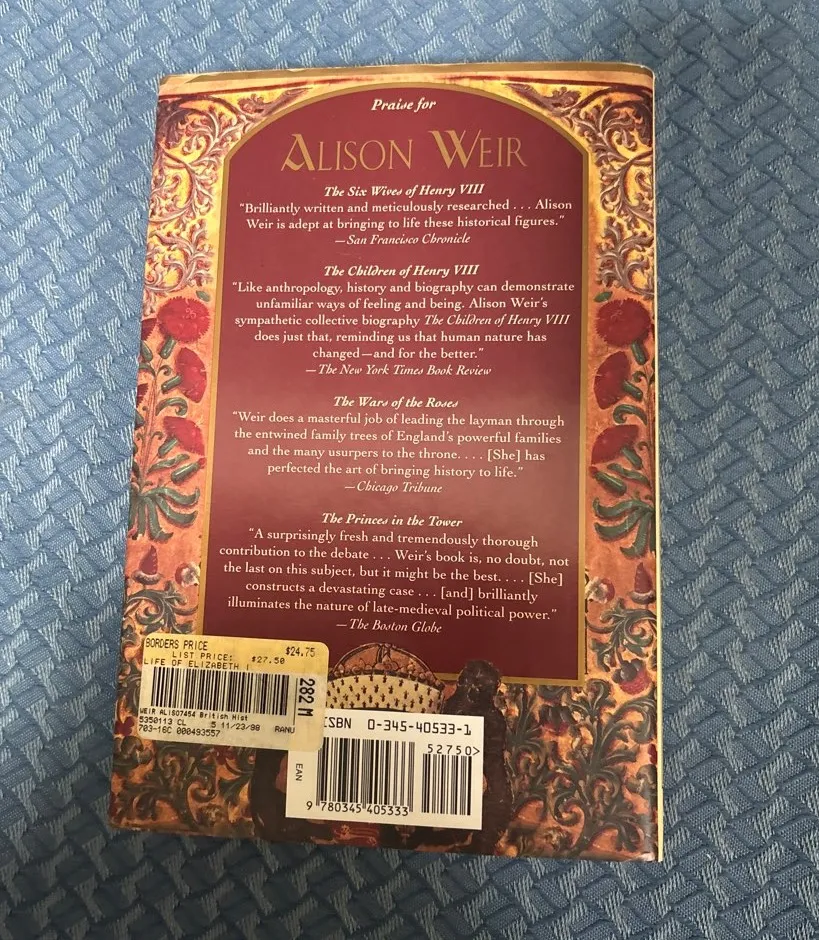 Praise for
ALISON WEIR
The Six Wives of Henry VIII
“Brilliantly written and meticulously researched . . . Alison
Weir is adept at bringing to life these historical figures.”
—San Francisco Chronicle
The Children of Henry VIII
“Like anthropology, history and biography can demonstrate
unfamiliar ways of feeling and being. Alison Weir’s
sympathetic collective biography The Children of Henry VIII
does just that, reminding us that human nature has
changed—and for the better.”
—The New York Times Book Review
The Wars of the Roses
“Weir does a masterful job of leading the layman through
the entwined family trees of England’s powerful families
and the many usurpers to the throne. . . . [She] has
perfected the art of bringing history to life.”
—Chicago Tribune
The Princes in the Tower
“A surprisingly fresh and tremendously thorough
contribution to the debate . . . Weir’s book is, no doubt, not
the last on this subject, but it might be the best. . . . [She]
constructs a devastating case . . . [and] brilliantly
illuminates the nature of late-medieval political power.”
—The Boston Globe
BORDERS PRICE $24.75
LIST PRICE: $27.50
LIFE OF ELIZABETH I
282 M
WEIR ALISO7454 British Hist
5350113 CL 5 11/23/98 RANU
703-16C 000493557
ISBN 0-345-40533-1
52750>
EAN
9 780345 405333